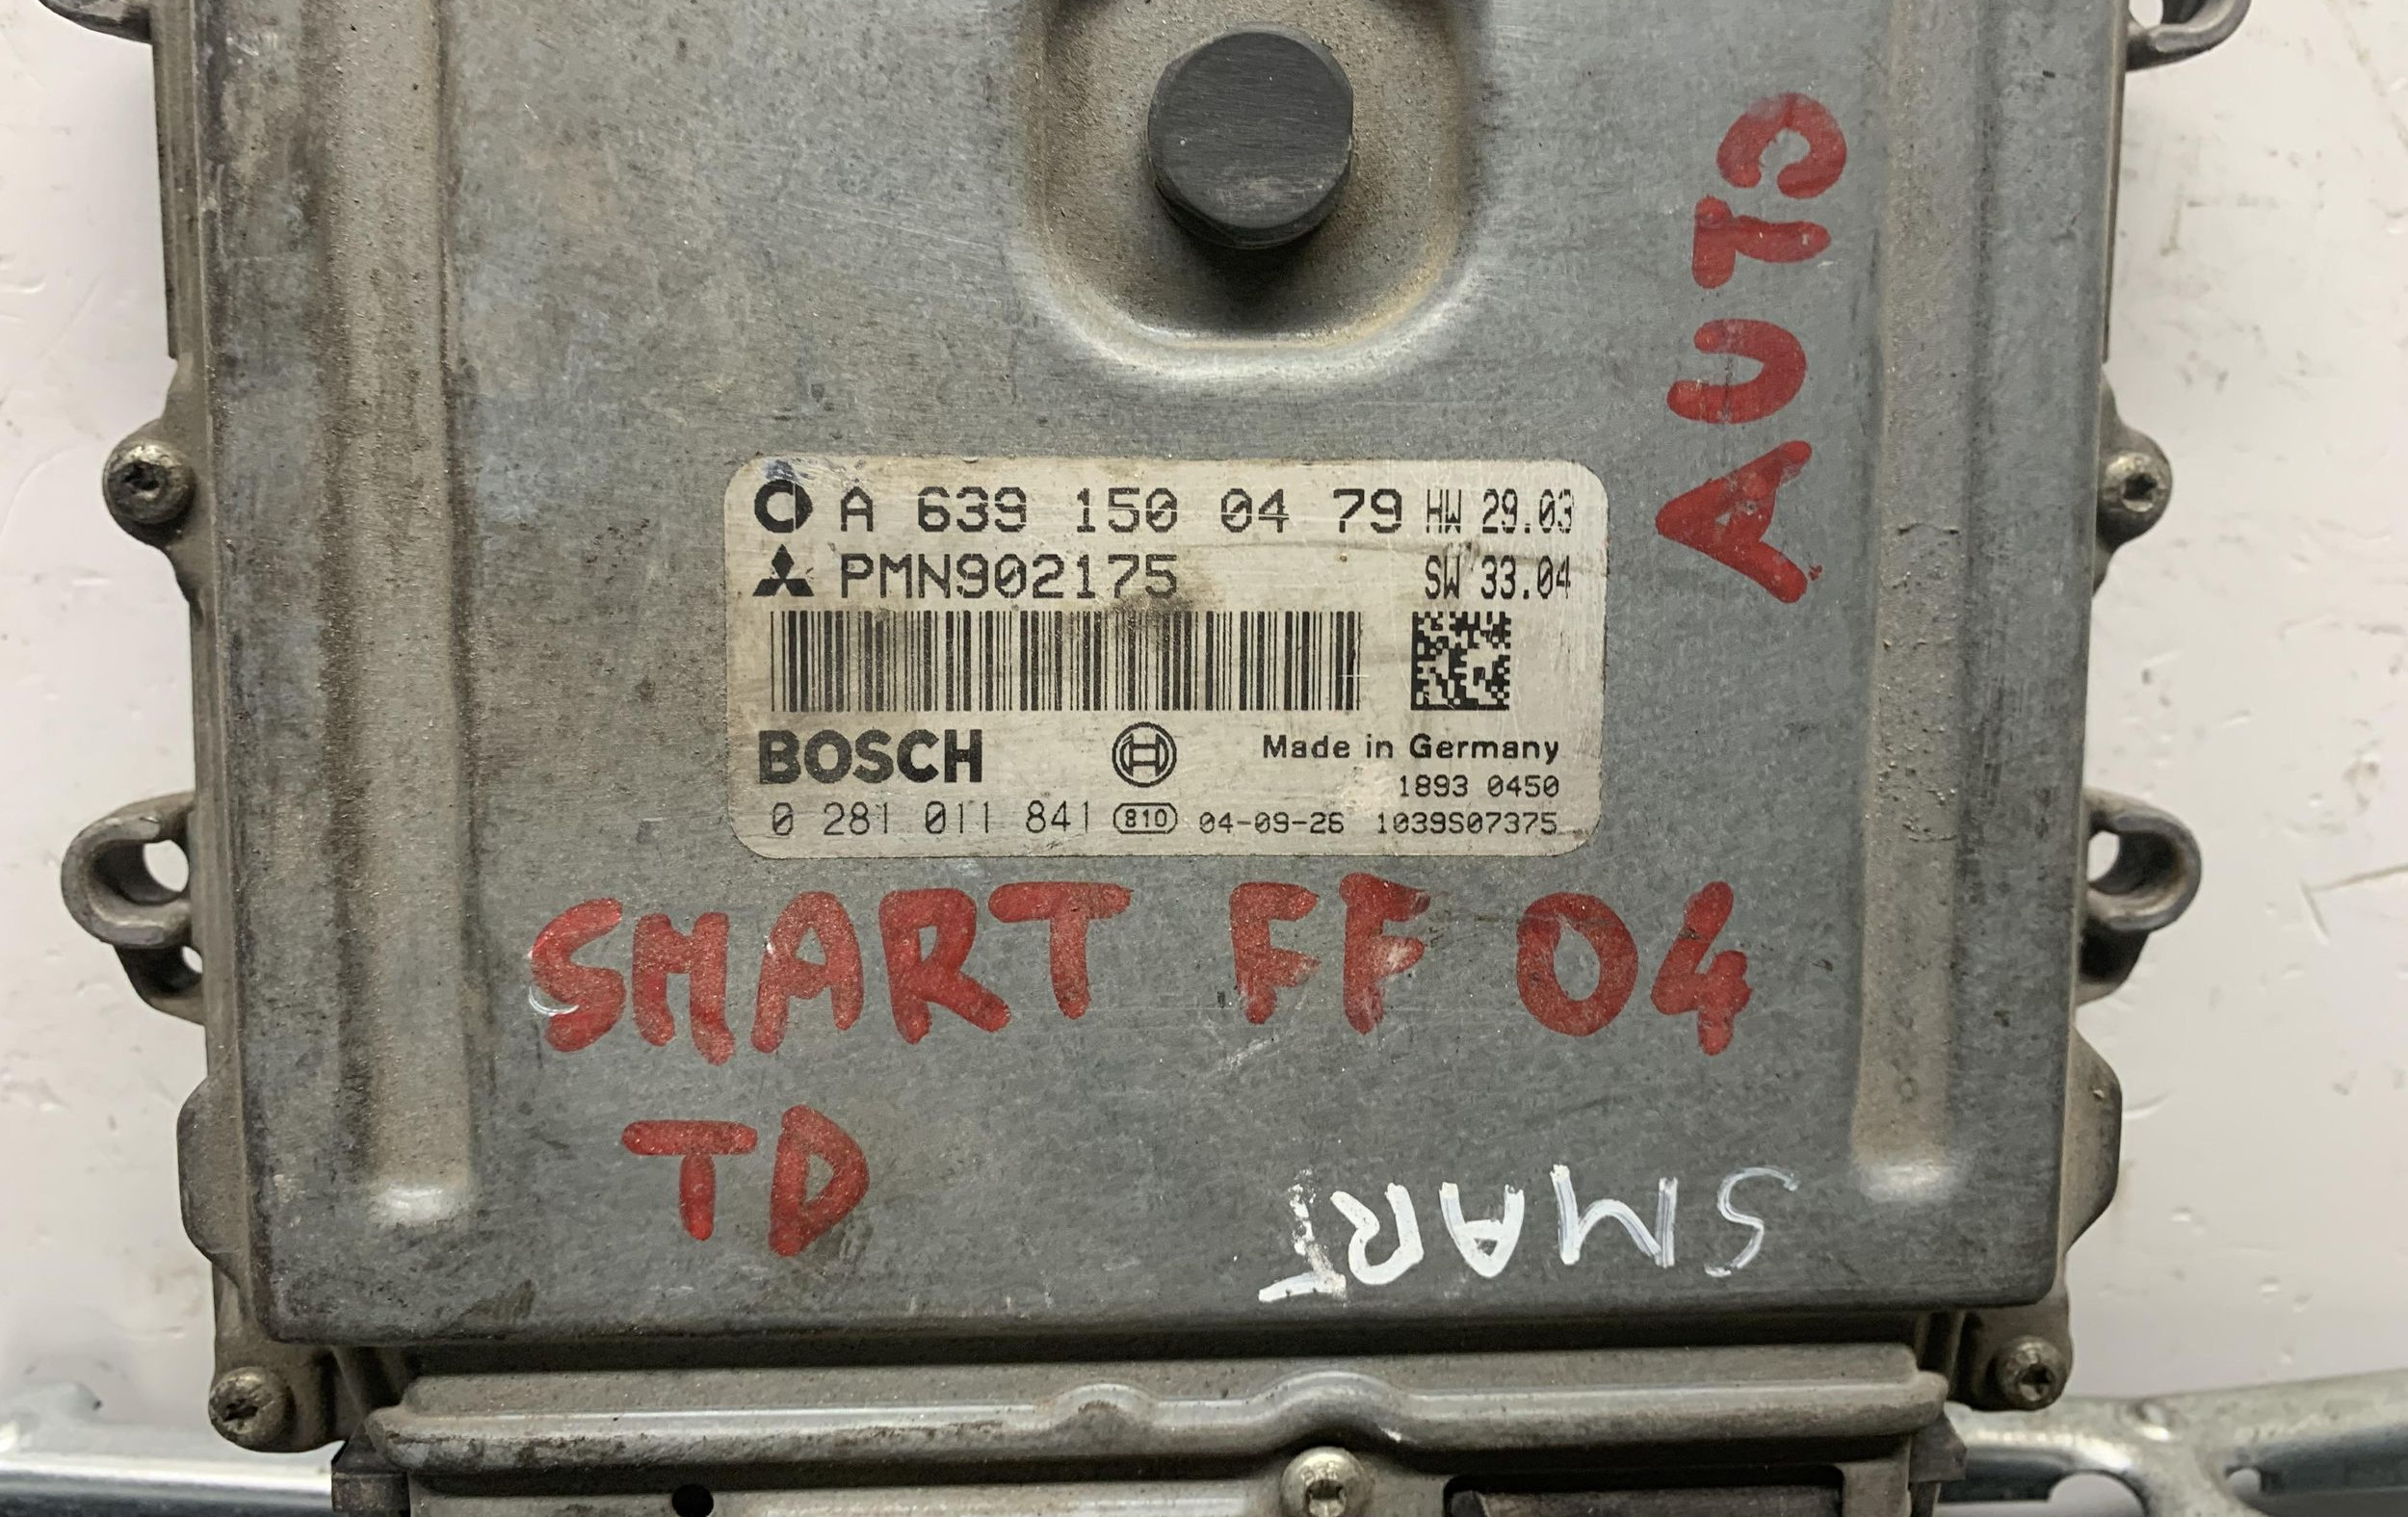 AUTO
A 639 150 04 79 HW 29.03
PMN902175 SW 33.04
BOSCH Made in Germany
1893 0450
0 281 011 841 810 04-09-26 1039S07375
SMART FF 04
TD
SMART